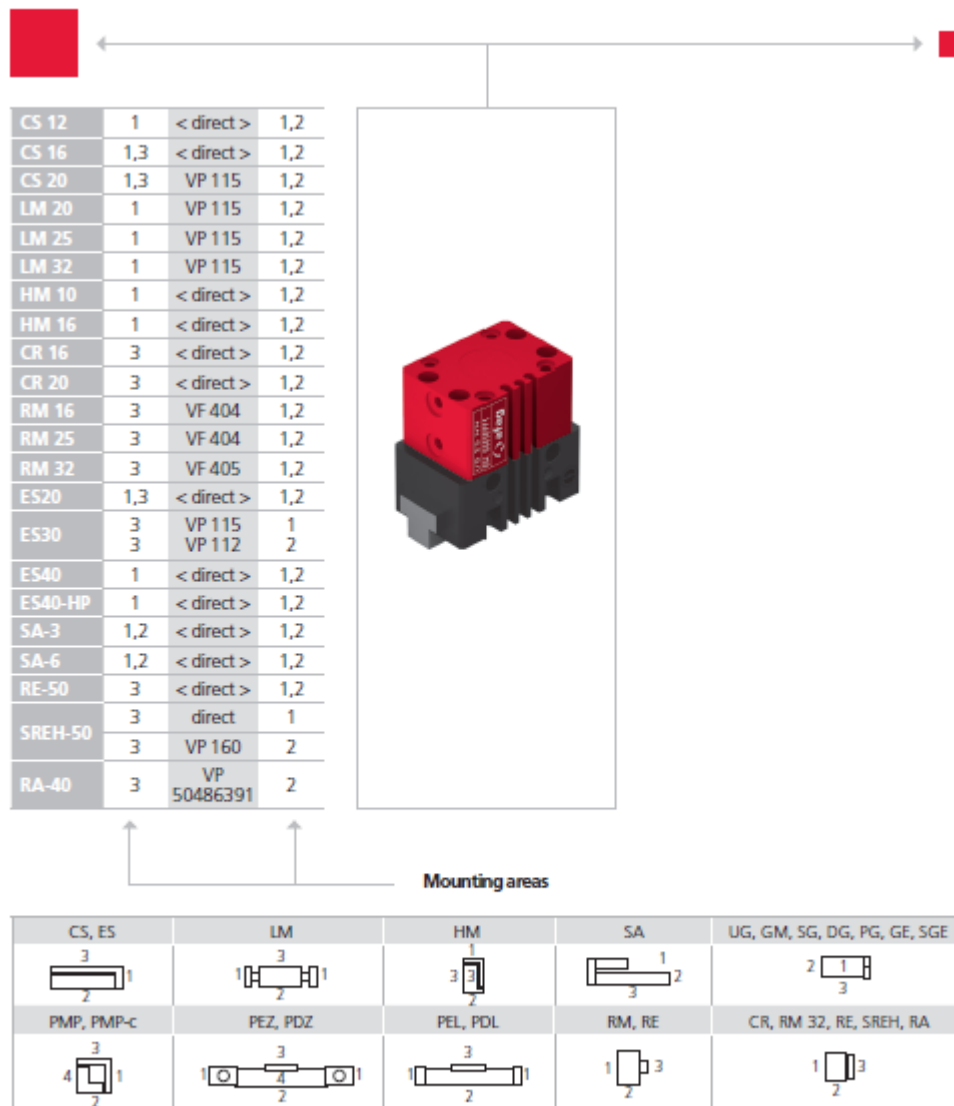 CS 12 1 < direct > 1,2
CS 16 1,3 < direct > 1,2
CS 20 1,3 VP 115 1,2
LM 20 1 VP 115 1,2
LM 25 1 VP 115 1,2
LM 32 1 VP 115 1,2
HM 10 1 < direct > 1,2
HM 16 1 < direct > 1,2
CR 16 3 < direct > 1,2
CR 20 3 < direct > 1,2
RM 16 3 VF 404 1,2
RM 25 3 VF 404 1,2
RM 32 3 VF 405 1,2
ES20 1,3 < direct > 1,2
ES30 3 VP 115 1
3 VP 112 2
ES40 1 < direct > 1,2
ES40-HP 1 < direct > 1,2
SA-3 1,2 < direct > 1,2
SA-6 1,2 < direct > 1,2
RE-50 3 < direct > 1,2
SREH-50 3 direct 1
3 VP 160 2
RA-40 3 VP 50486391 2
Mounting areas
CS, ES LM HM SA UG, GM, SG, DG, PG, GE, SGE
3 1 2
3 1 1 2
1 3 3 2
1 2 3
2 1 3
PMP, PMP-c PEZ, PDZ PEL, PDL RM, RE CR, RM 32, RE, SREH, RA
3 4 1 2
3 1 4 1 2
3 1 1 2
1 3 2
1 3 2